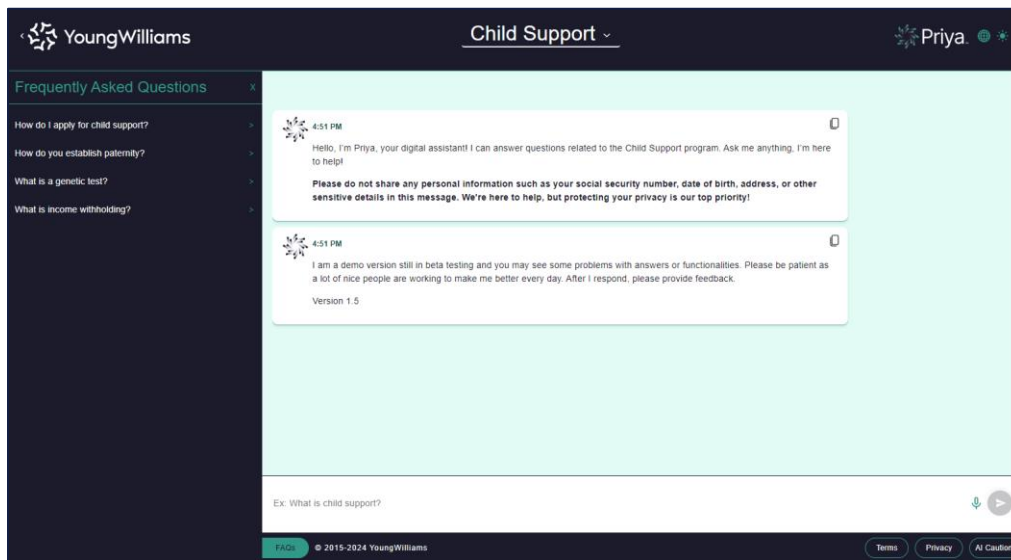 YoungWilliams
Child Support
Priya
Frequently Asked Questions X
How do I apply for child support? >
How do you establish paternity? >
What is a genetic test? >
What is income withholding? >
4:51 PM
Hello, I'm Priya, your digital assistant! I can answer questions related to the Child Support program. Ask me anything, I'm here
to help!
Please do not share any personal information such as your social security number, date of birth, address, or other
sensitive details in this message. We're here to help, but protecting your privacy is our top priority!
4:51 PM
I am a demo version still in beta testing and you may see some problems with answers or functionalities. Please be patient as
a lot of nice people are working to make me better every day. After I respond, please provide feedback.
Version 1.5
Ex: What is child support?
FAQs © 2015-2024 YoungWilliams Terms Privacy AI Caution